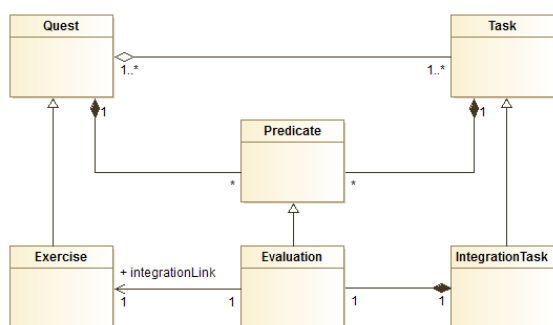 Quest
Task
1..*
1..*
1
1
Predicate
*
*
Exercise
+ integrationLink
Evaluation
IntegrationTask
1
1
1
1